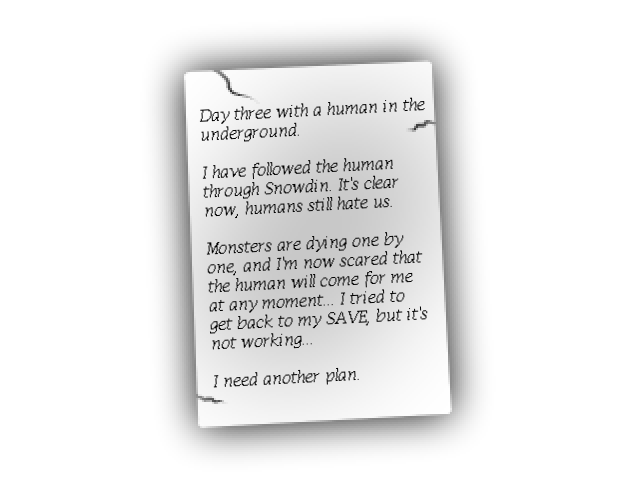 Day three with a human in the
underground.
I have followed the human
through Snowdin. It's clear
now, humans still hate us.
Monsters are dying one by
one, and I'm now scared that
the human will come for me
at any moment... I tried to
get back to my SAVE, but it's
not working...
I need another plan.